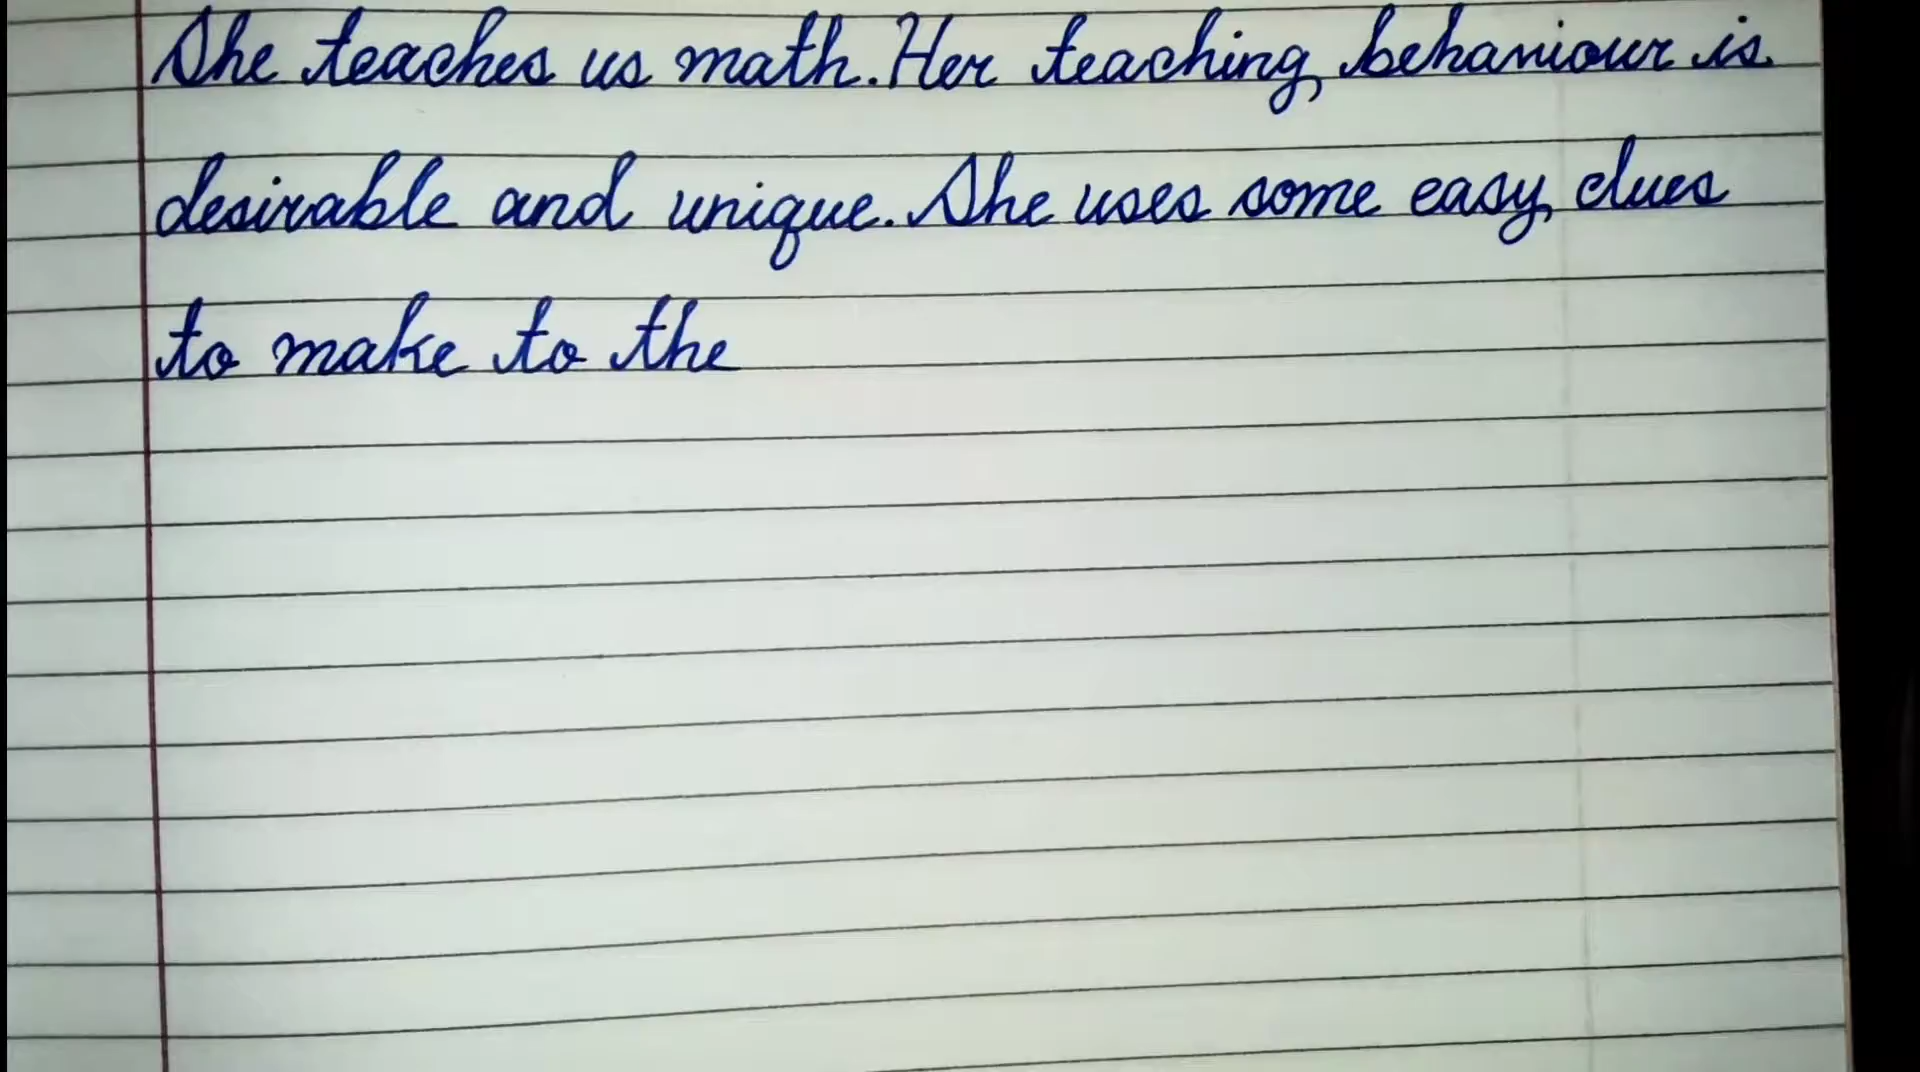 She teaches us math. Her teaching behaviour is
desirable and unique. She uses some easy clues
to make to the